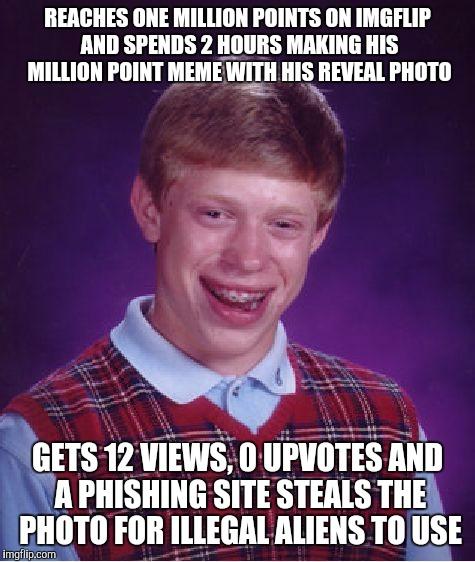 REACHES ONE MILLION POINTS ON IMGFLIP
AND SPENDS 2 HOURS MAKING HIS
MILLION POINT MEME WITH HIS REVEAL PHOTO
GETS 12 VIEWS, 0 UPVOTES AND
A PHISHING SITE STEALS THE
PHOTO FOR ILLEGAL ALIENS TO USE
imgflip.com